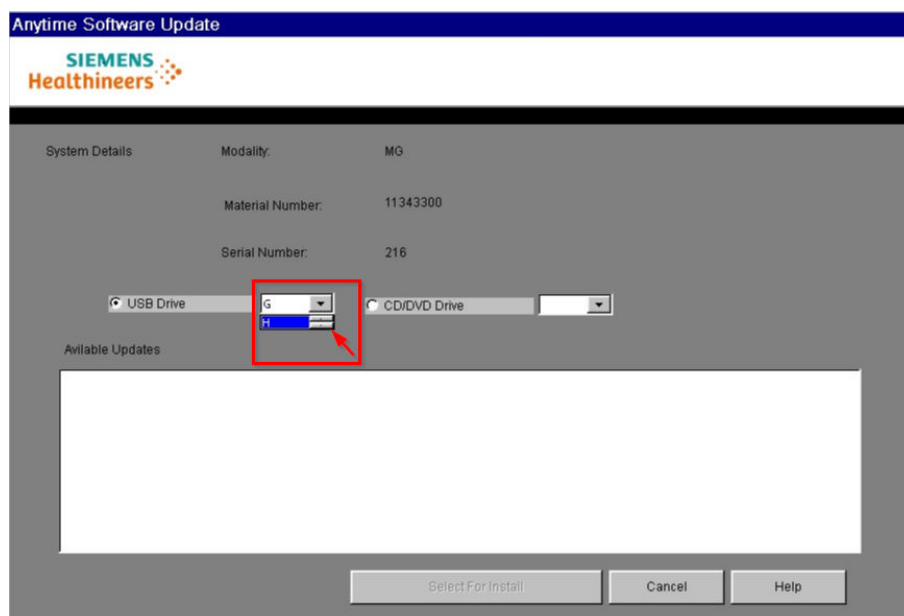 Anytime Software Update
SIEMENS
Healthineers
System Details Modality: MG
Material Number: 11343300
Serial Number: 216
USB Drive G CD/DVD Drive
H
Avilable Updates
Select For Install Cancel Help